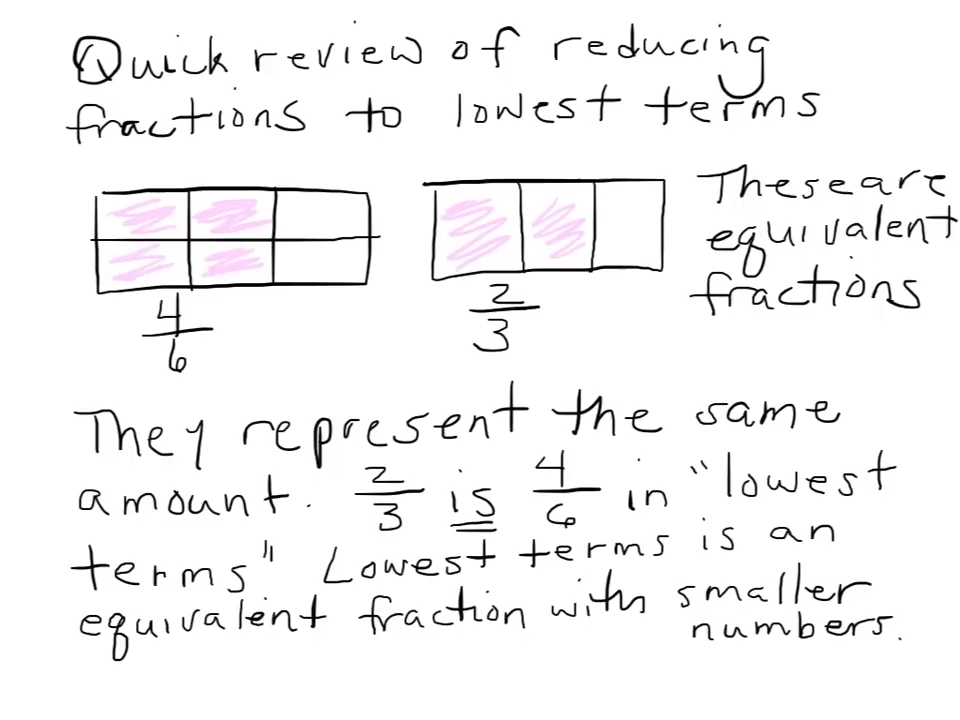 Quick review of reducing
fractions to lowest terms
These are
equivalent
fractions
4/6
2/3
They represent the same
amount. 2/3 is 4/6 in "lowest
terms" Lowest terms is an
equivalent fraction with smaller
numbers.